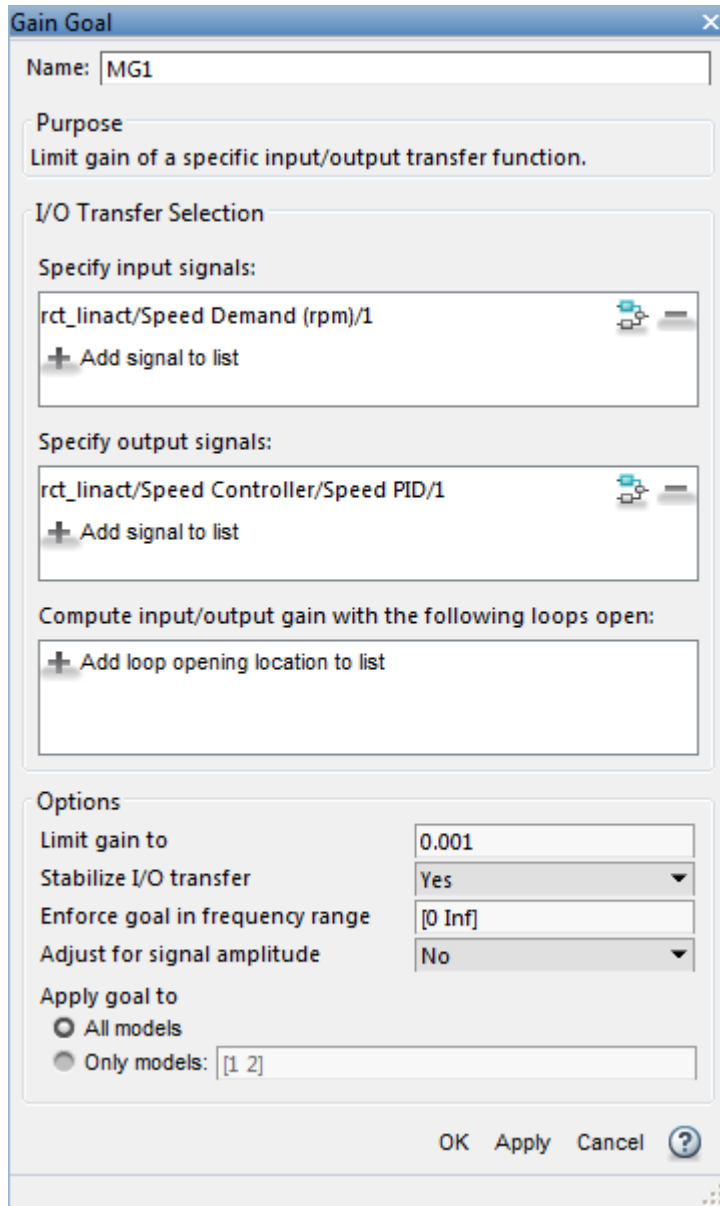 Gain Goal
Name: MG1
Purpose
Limit gain of a specific input/output transfer function.
I/O Transfer Selection
Specify input signals:
rct_linact/Speed Demand (rpm)/1
Add signal to list
Specify output signals:
rct_linact/Speed Controller/Speed PID/1
Add signal to list
Compute input/output gain with the following loops open:
Add loop opening location to list
Options
Limit gain to 0.001
Stabilize I/O transfer Yes
Enforce goal in frequency range [0 Inf]
Adjust for signal amplitude No
Apply goal to
All models
Only models: [1 2]
OK Apply Cancel ?